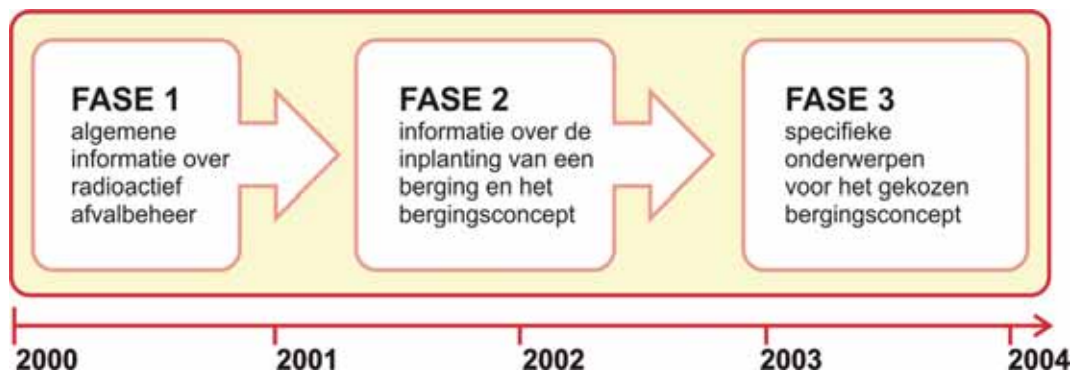 FASE 1
algemene
informatie over
radioactief
afvalbeheer
FASE 2
informatie over de
inplanting van een
berging en het
bergingsconcept
FASE 3
specifieke
onderwerpen
voor het gekozen
bergingsconcept
2000 2001 2002 2003 2004